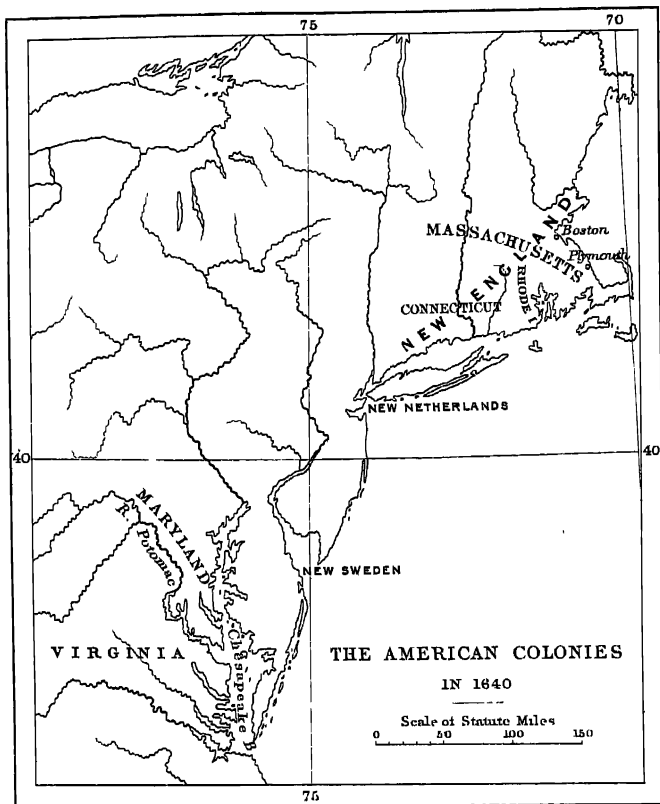 75
70
NEW ENGLAND
MASSACHUSETTS
Boston
Plymouth
RHODE I.
CONNECTICUT
NEW NETHERLANDS
40
40
MARYLAND
R. Potomac
NEW SWEDEN
VIRGINIA
Chesapeake
THE AMERICAN COLONIES
IN 1640
Scale of Statute Miles
0 50 100 150
75